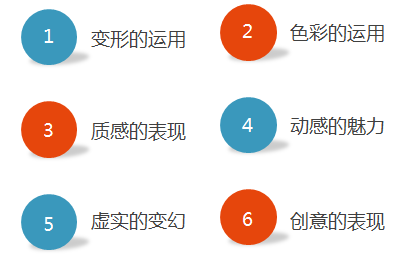 1 变形的运用
2 色彩的运用
3 质感的表现
4 动感的魅力
5 虚实的变幻
6 创意的表现